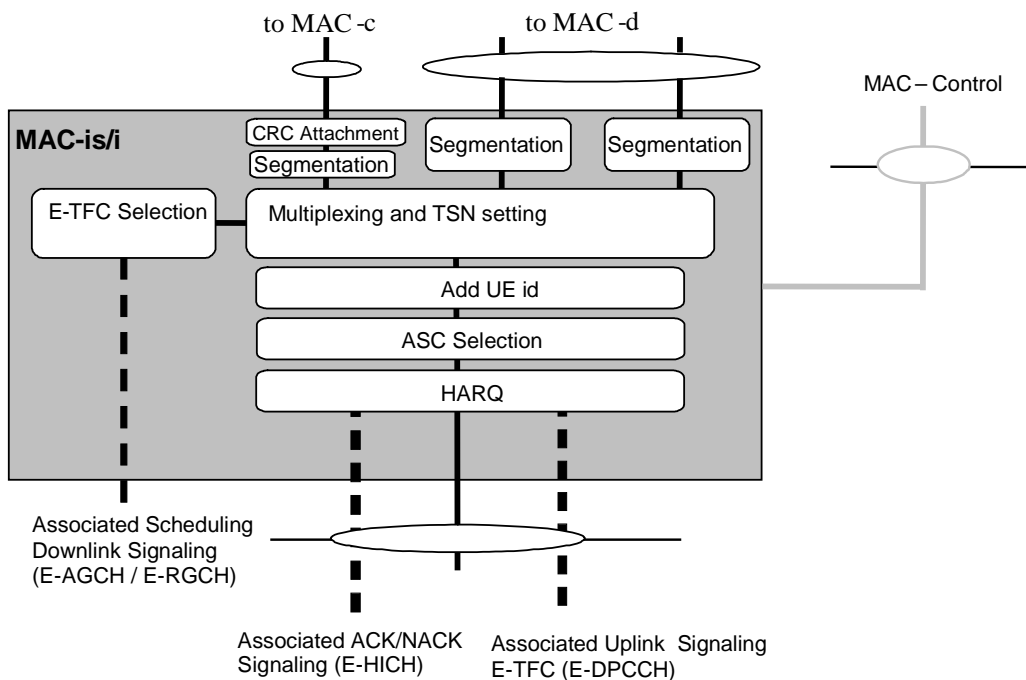 to MAC -c
to MAC -d
MAC – Control
MAC-is/i
CRC Attachment
Segmentation
Segmentation
Segmentation
E-TFC Selection
Multiplexing and TSN setting
Add UE id
ASC Selection
HARQ
Associated Scheduling
Downlink Signaling
(E-AGCH / E-RGCH)
Associated ACK/NACK
Signaling (E-HICH)
Associated Uplink Signaling
E-TFC (E-DPCCH)